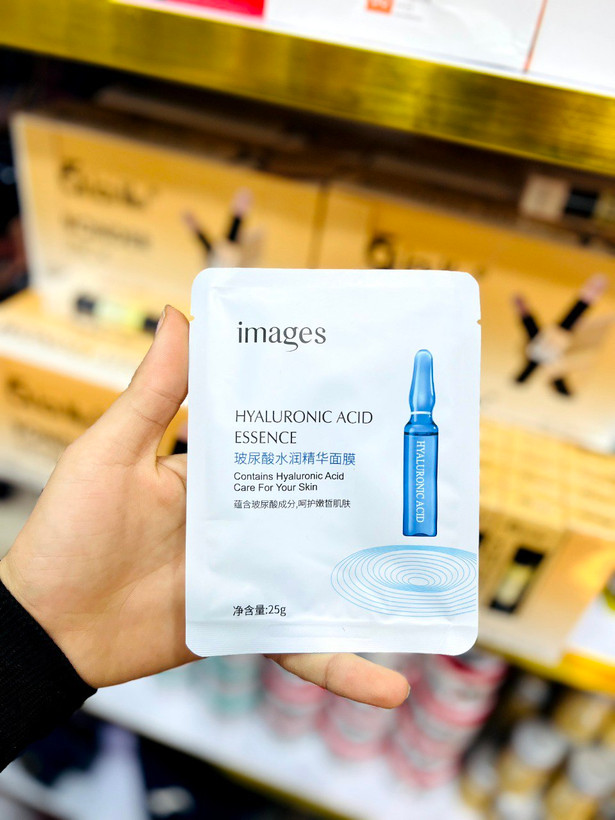 images
HYALURONIC ACID
ESSENCE
玻尿酸水润精华面膜
Contains Hyaluronic Acid
Care For Your Skin
蕴含玻尿酸成分,呵护嫩皙肌肤
HYALURONIC ACID
净含量:25g